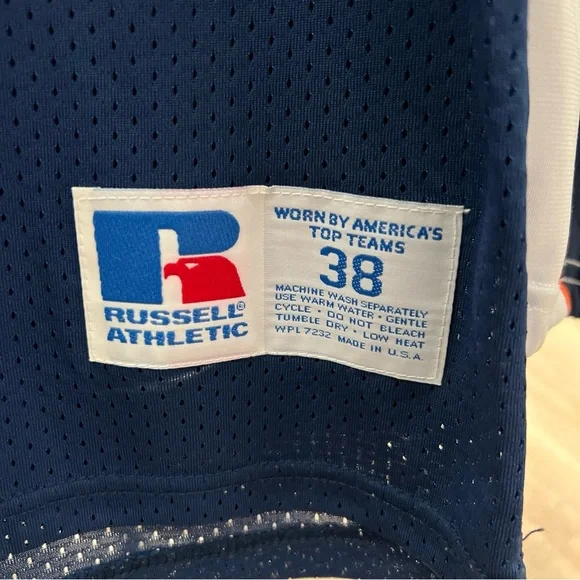 RUSSELL®
ATHLETIC
WORN BY AMERICA'S
TOP TEAMS
38
MACHINE WASH SEPARATELY
USE WARM WATER · GENTLE
CYCLE · DO NOT BLEACH
TUMBLE DRY · LOW HEAT
WPL 7232 MADE IN U.S.A.